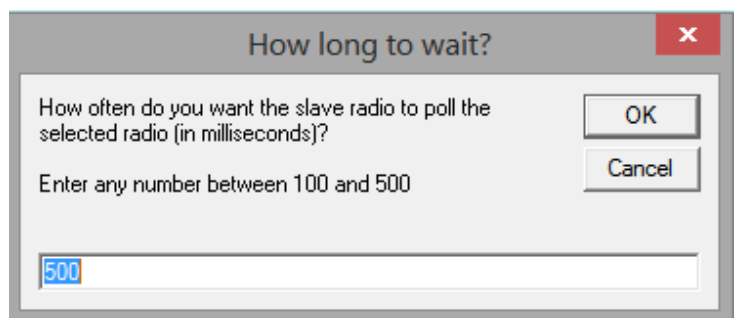 How long to wait?
x
How often do you want the slave radio to poll the
selected radio (in milliseconds)?
OK
Cancel
Enter any number between 100 and 500
500